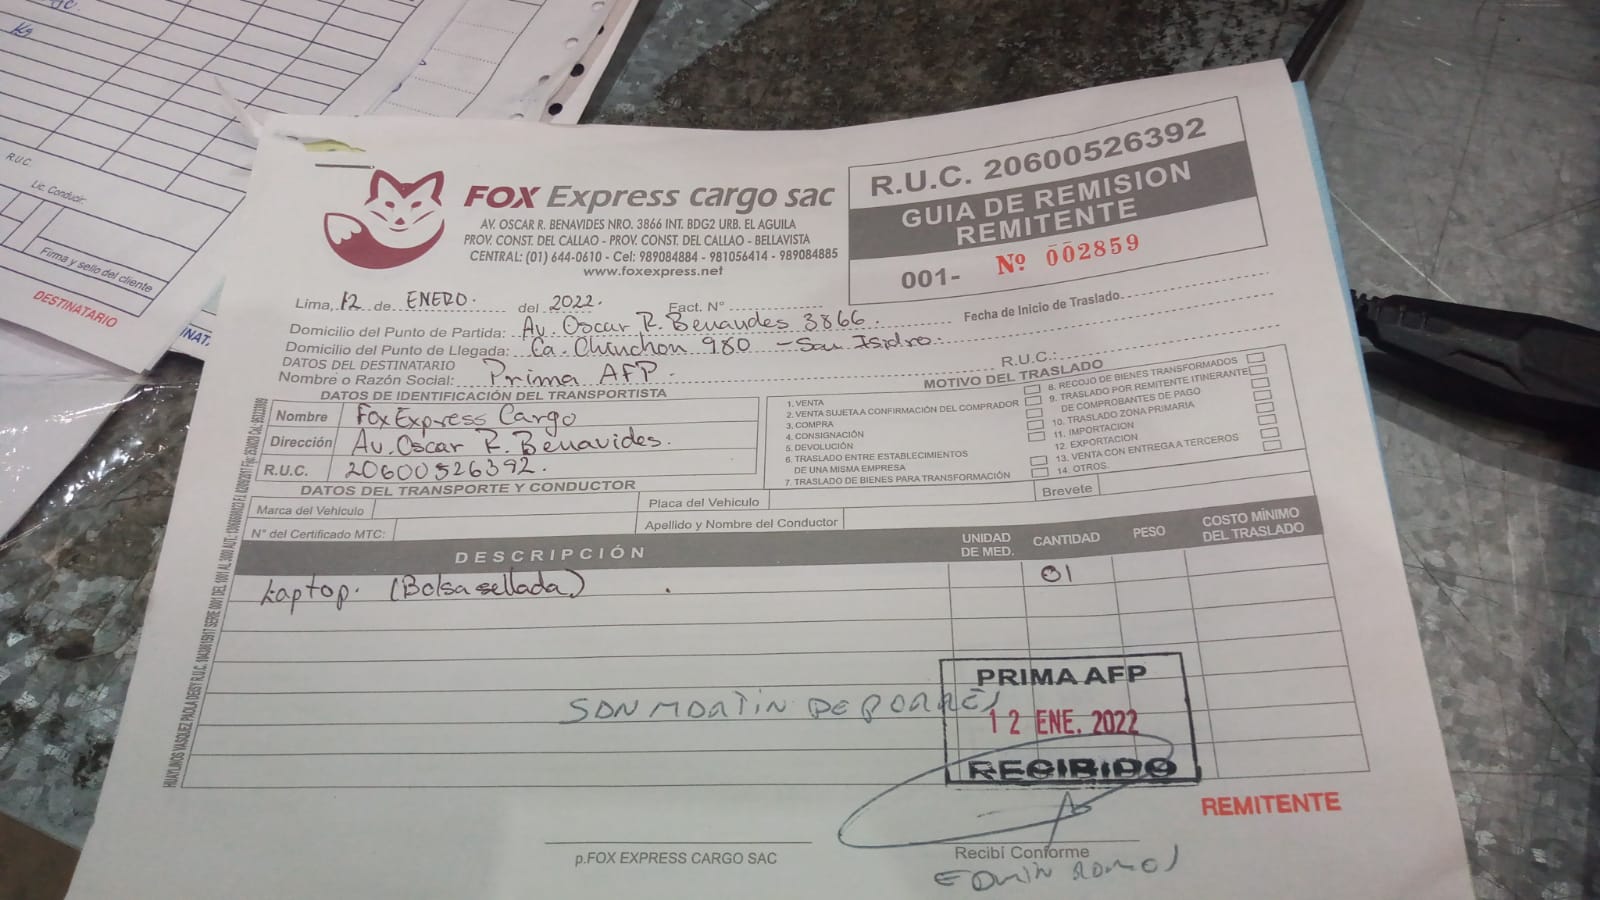 R.U.C.
Lic. Conducir:
Firma y sello del cliente
DESTINATARIO
FOX Express cargo sac
AV. OSCAR R. BENAVIDES NRO. 3866 INT. BDG2 URB. EL AGUILA
PROV. CONST. DEL CALLAO - PROV. CONST. DEL CALLAO - BELLAVISTA
CENTRAL: (01) 644-0610 - Cel: 989084884 - 981056414 - 989084885
www.foxexpress.net
R.U.C. 20600526392
GUIA DE REMISION
REMITENTE
001- Nº 002859
Lima, 12 de ENERO. del 2022. Fact. N°
Fecha de Inicio de Traslado
Domicilio del Punto de Partida: Av. Oscar R. Benavides 3866.
Domicilio del Punto de Llegada: Ca. Chinchon 980 - San Isidro.
DATOS DEL DESTINATARIO
Nombre o Razón Social: Prima AFP. R.U.C.:
DATOS DE IDENTIFICACIÓN DEL TRANSPORTISTA
Nombre Fox Express Cargo
Dirección Av. Oscar R. Benavides.
R.U.C. 20600526392.
MOTIVO DEL TRASLADO
1. VENTA
2. VENTA SUJETA A CONFIRMACIÓN DEL COMPRADOR
3. COMPRA
4. CONSIGNACIÓN
5. DEVOLUCIÓN
6. TRASLADO ENTRE ESTABLECIMIENTOS
DE UNA MISMA EMPRESA
7. TRASLADO DE BIENES PARA TRANSFORMACIÓN
8. RECOJO DE BIENES TRANSFORMADOS
9. TRASLADO POR REMITENTE ITINERANTE
DE COMPROBANTES DE PAGO
10. TRASLADO ZONA PRIMARIA
11. IMPORTACION
12. EXPORTACION
13. VENTA CON ENTREGA A TERCEROS
14. OTROS.
DATOS DEL TRANSPORTE Y CONDUCTOR
Marca del Vehículo Placa del Vehículo Brevete
N° del Certificado MTC: Apellido y Nombre del Conductor
DESCRIPCIÓN UNIDAD DE MED. CANTIDAD PESO COSTO MÍNIMO DEL TRASLADO
Laptop. (Bolsa sellada) 01
SAN MARTIN DE PORRES
PRIMA AFP
12 ENE. 2022
RECIBIDO
REMITENTE
p.FOX EXPRESS CARGO SAC
Recibi Conforme